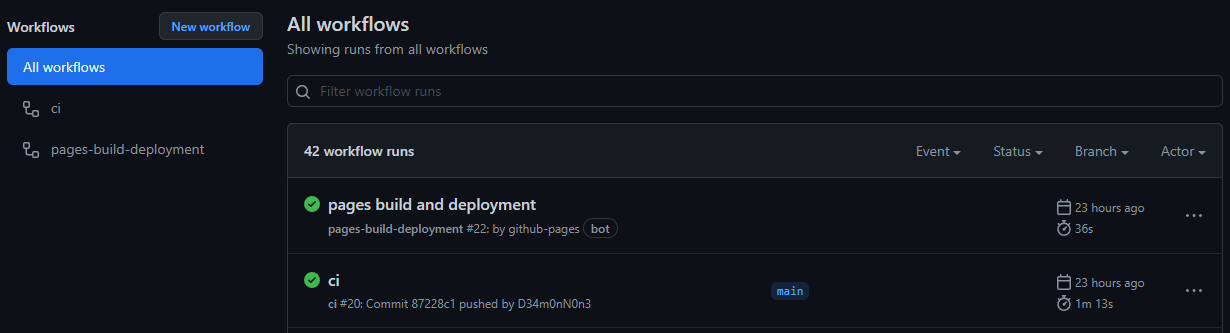 Workflows
New workflow
All workflows
ci
pages-build-deployment
All workflows
Showing runs from all workflows
Filter workflow runs
42 workflow runs
Event
Status
Branch
Actor
pages build and deployment
pages-build-deployment #22: by github-pages bot
23 hours ago
36s
ci
ci #20: Commit 87228c1 pushed by D34m0nN0n3
main
23 hours ago
1m 13s